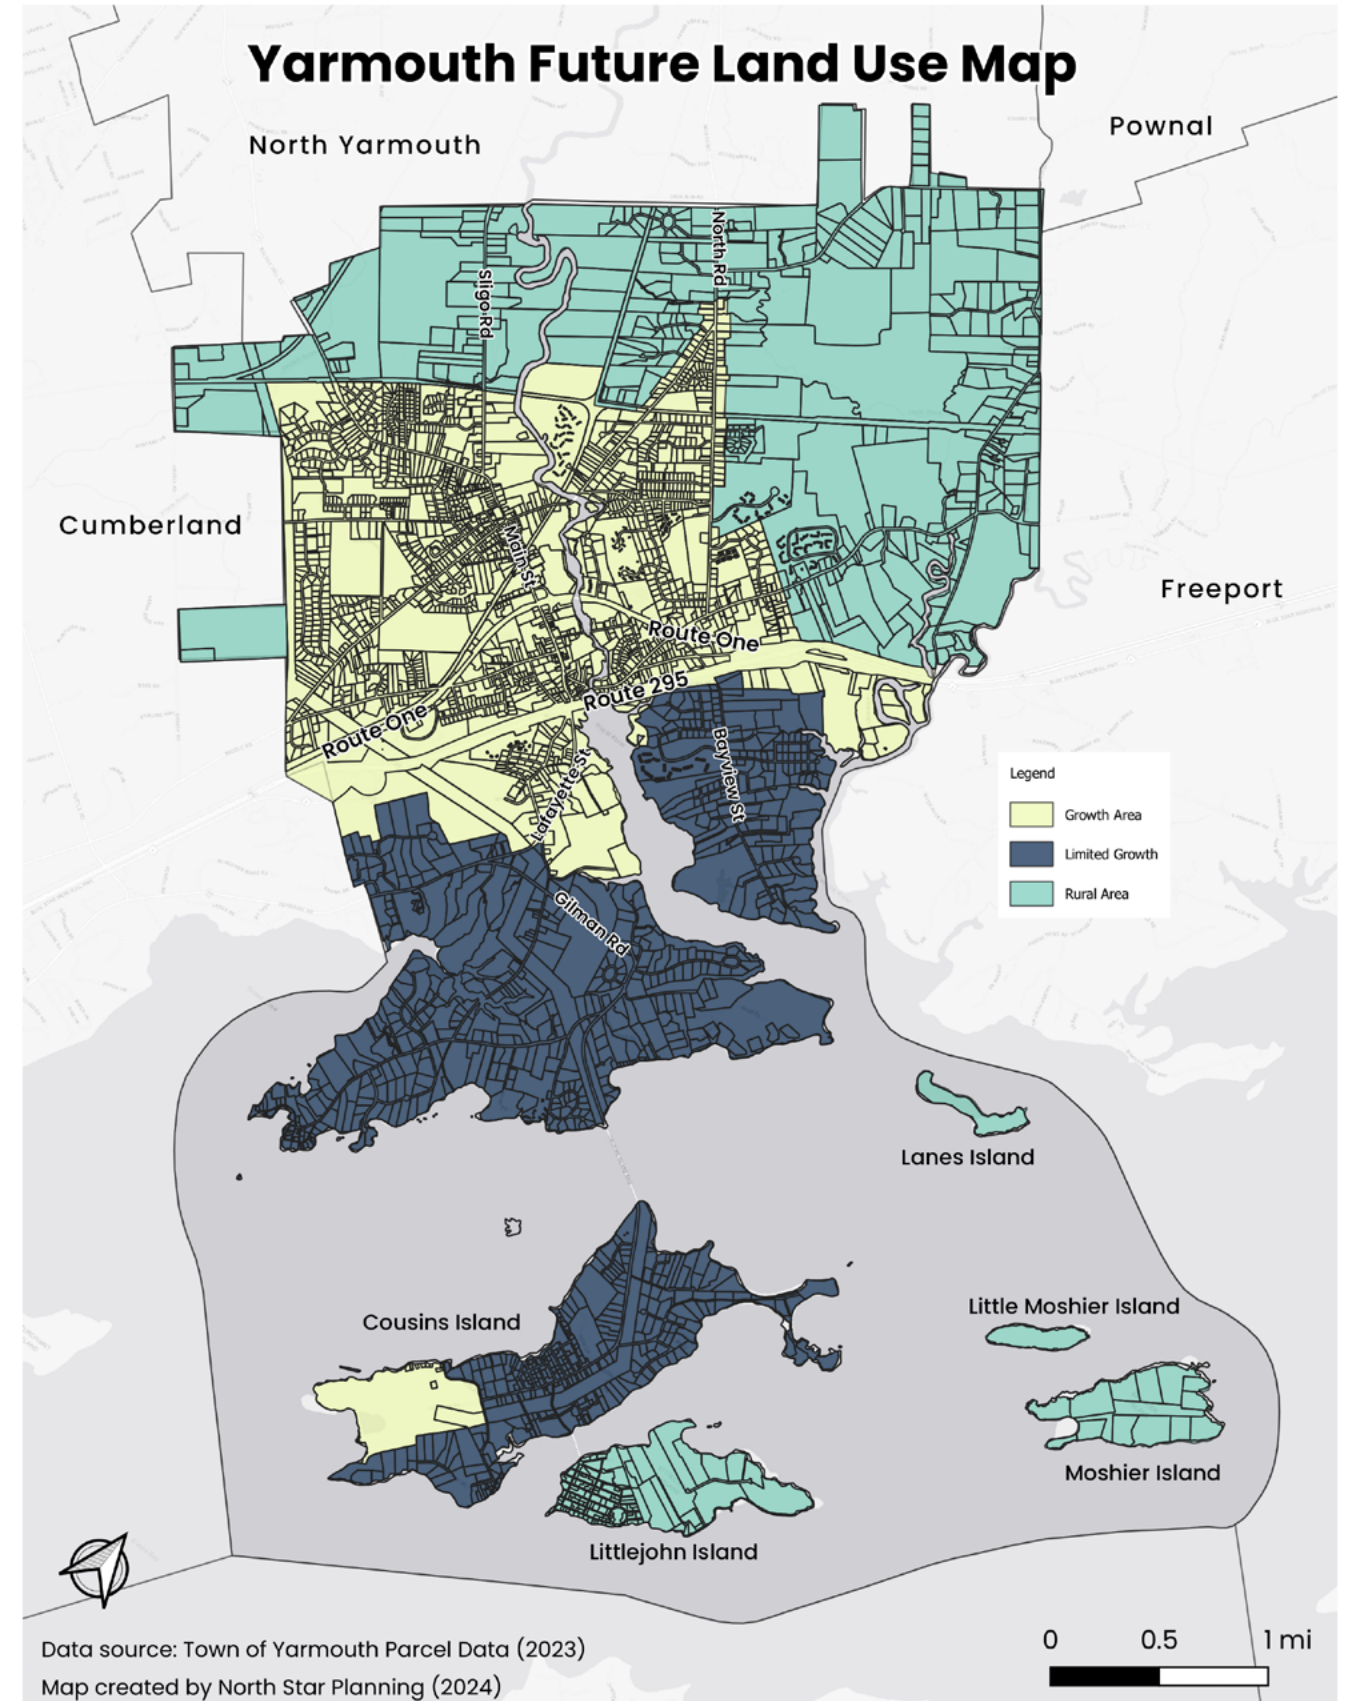 Yarmouth Future Land Use Map
Pownal
North Yarmouth
North Rd
Sligo Rd
Cumberland
Main St
Freeport
Route One
Route 295
Route One
Bayview St
Lafayette St
Legend
Growth Area
Limited Growth
Rural Area
Gilman Rd
Lanes Island
Little Moshier Island
Cousins Island
Moshier Island
Littlejohn Island
Data source: Town of Yarmouth Parcel Data (2023)
Map created by North Star Planning (2024)
0 0.5 1 mi